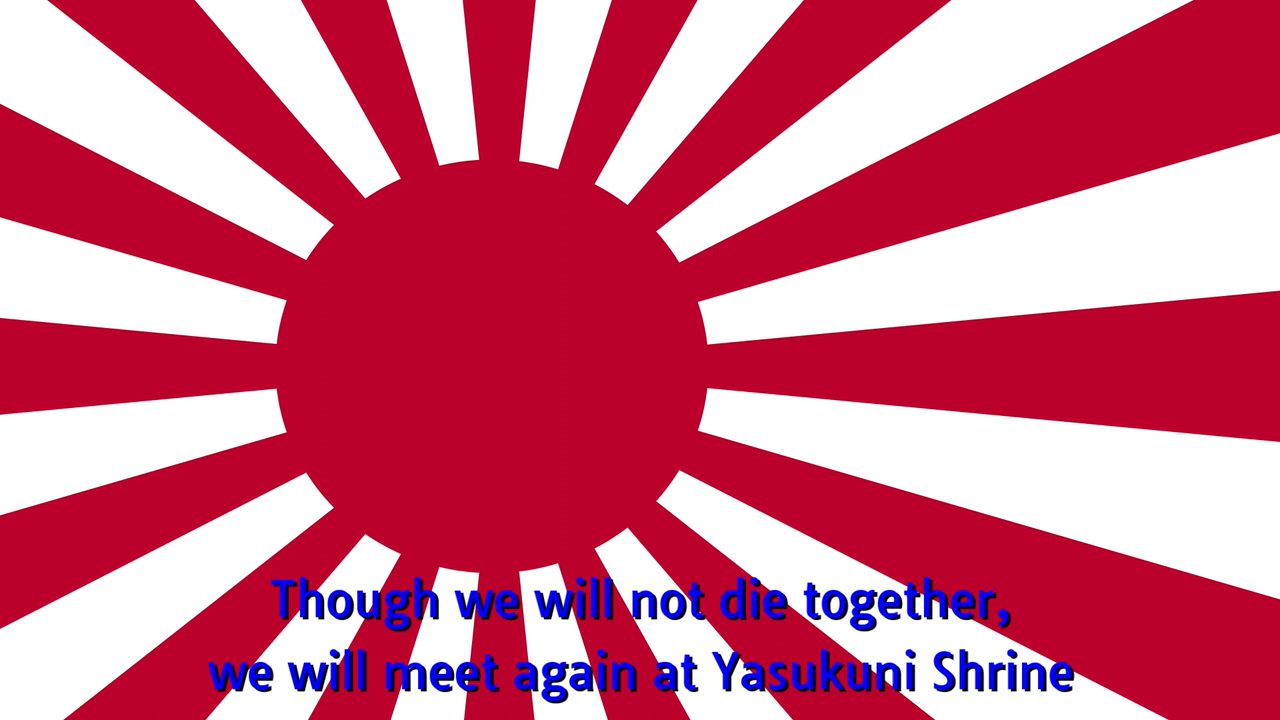 Though we will not die together,
we will meet again at Yasukuni Shrine